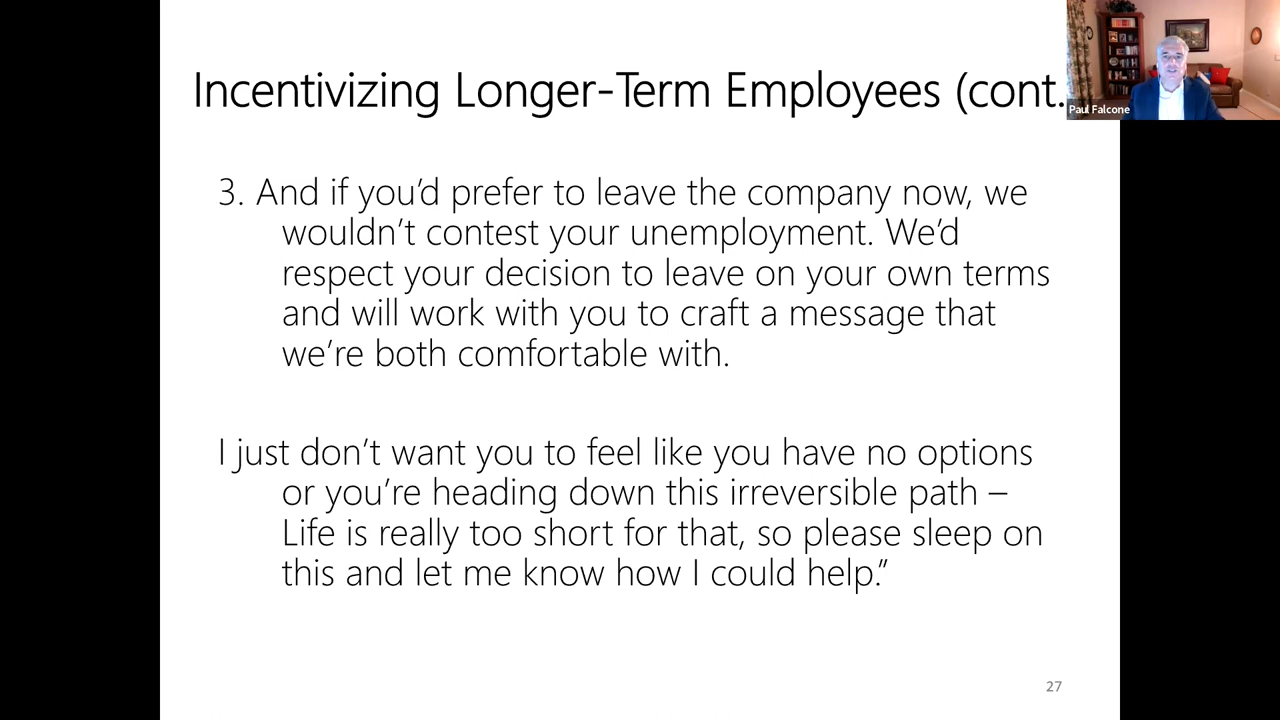 Incentivizing Longer-Term Employees (cont.
Paul Falcone
3. And if you’d prefer to leave the company now, we
wouldn’t contest your unemployment. We’d
respect your decision to leave on your own terms
and will work with you to craft a message that
we’re both comfortable with.
I just don’t want you to feel like you have no options
or you’re heading down this irreversible path –
Life is really too short for that, so please sleep on
this and let me know how I could help.”
27